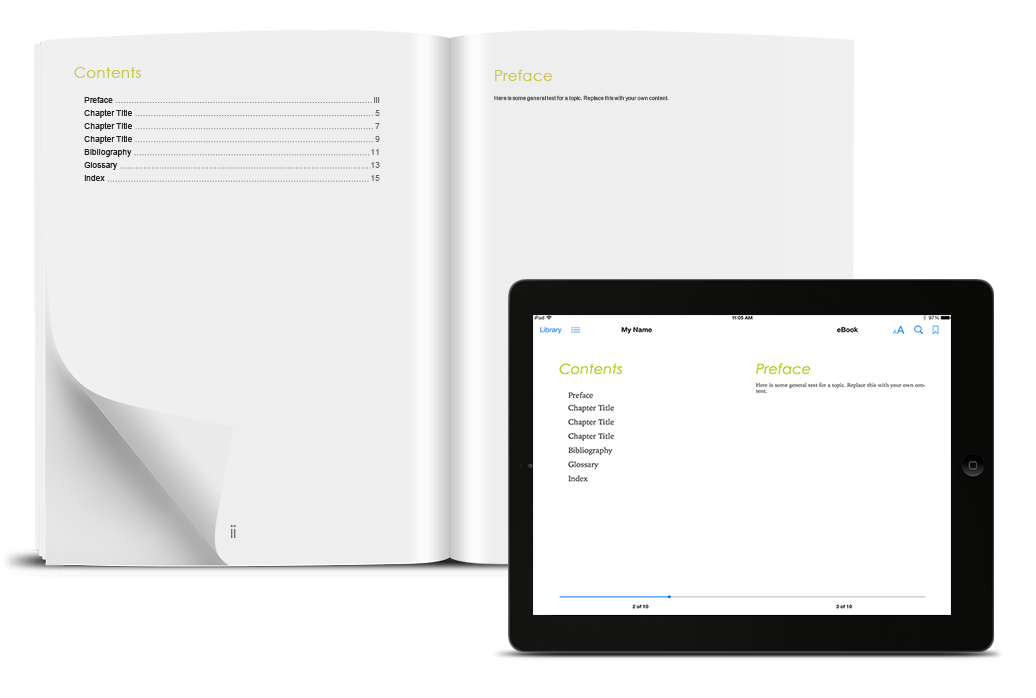 Contents
Preface ............................................................ iii
Chapter Title ............................................................ 5
Chapter Title ............................................................ 7
Chapter Title ............................................................ 9
Bibliography ............................................................ 11
Glossary ............................................................ 13
Index ............................................................ 15
ii
Preface
Here is some general text for a topic. Replace this with your own content.
iPad 11:05 AM 97%
Library My Name eBook AA
Contents
Preface
Chapter Title
Chapter Title
Chapter Title
Bibliography
Glossary
Index
2 of 10
Preface
Here is some general text for a topic. Replace this with your own con-
tent.
3 of 10